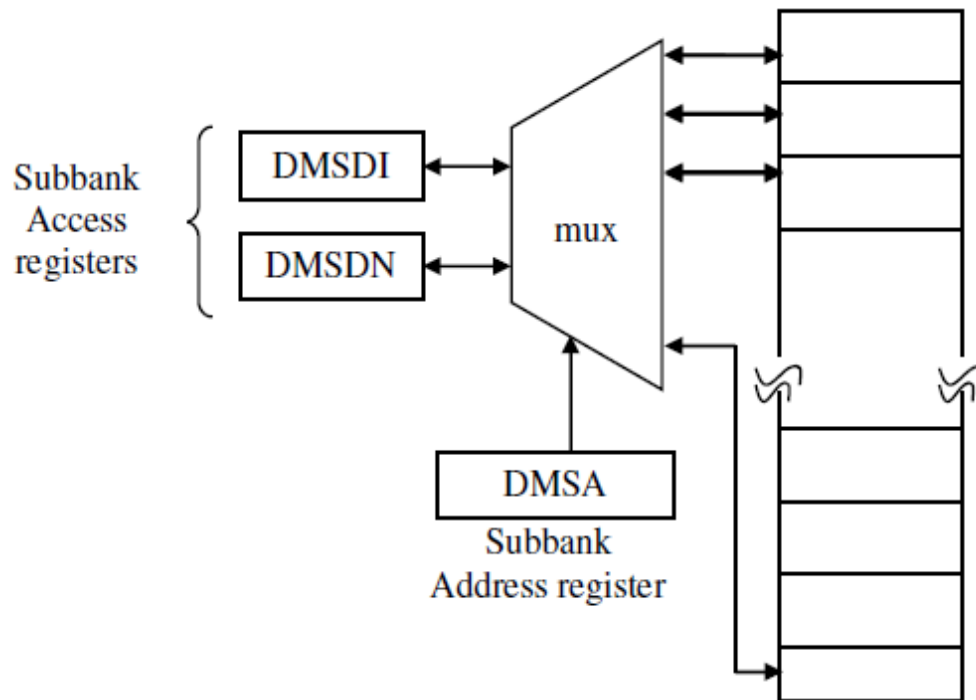 Subbank
Access
registers
DMSDI
DMSDN
mux
DMSA
Subbank
Address register